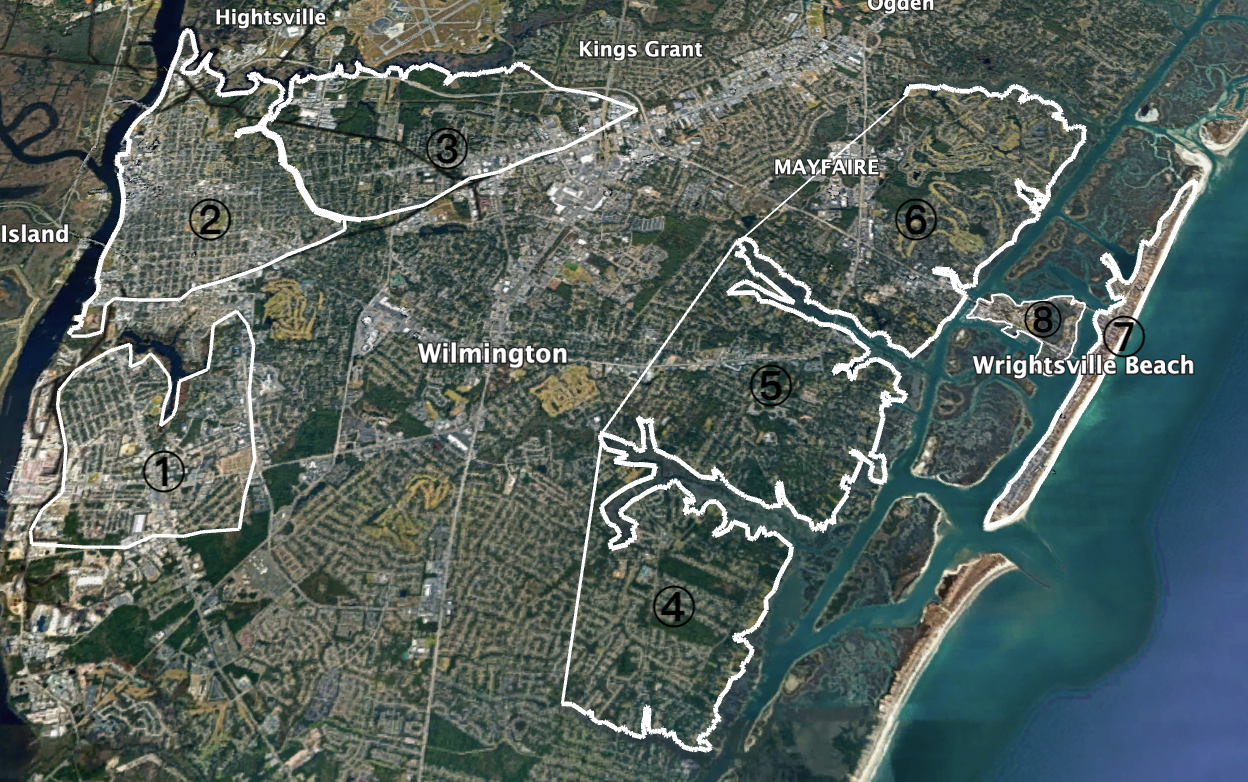 Hightsville
Ogden
Kings Grant
③
MAYFAIRE
②
⑥
Island
⑧
⑦
Wilmington
Wrightsville Beach
⑤
①
④